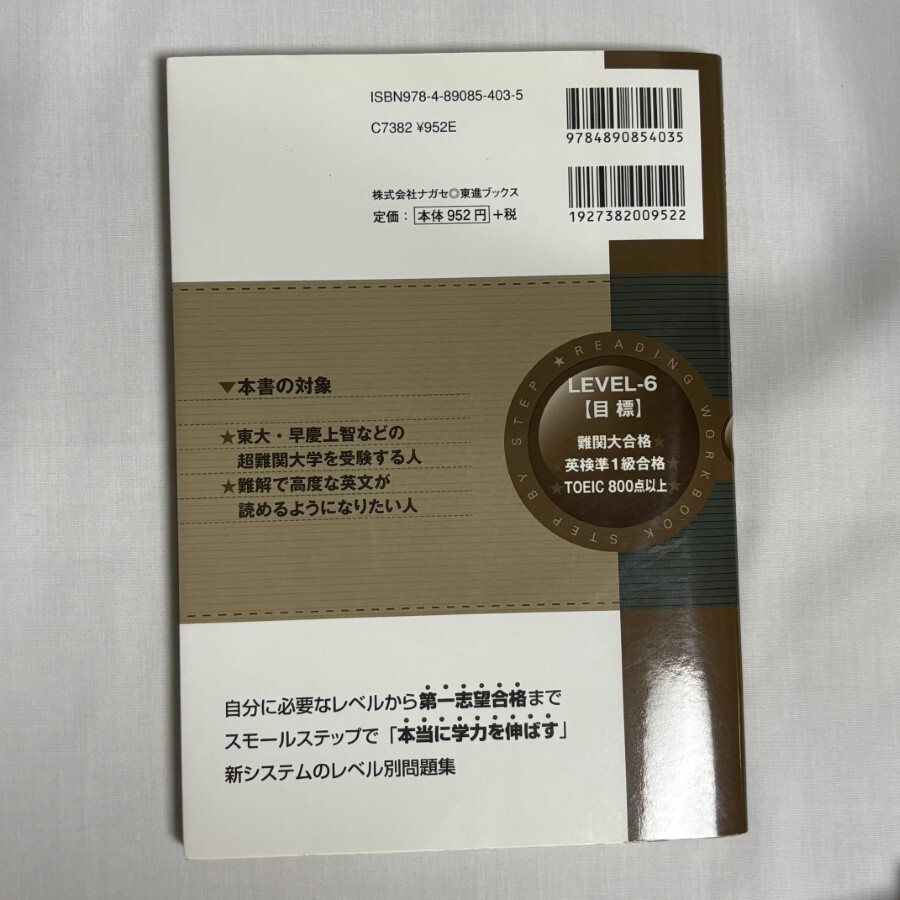 ISBN978-4-89085-403-5
C7382 ¥952E
9784890854035
株式会社ナガセ◎東進ブックス
定価： 本体 952 円 +税
1927382009522
▼本書の対象
★東大・早慶上智などの
超難関大学を受験する人
★難解で高度な英文が
読めるようになりたい人
STEP BY STEP ★ READING WORKBOOK
LEVEL-6
【目 標】
難関大合格★
★英検準1級合格★
★TOEIC 800点以上★
自分に必要なレベルから第一志望合格まで
スモールステップで「本当に学力を伸ばす」
新システムのレベル別問題集